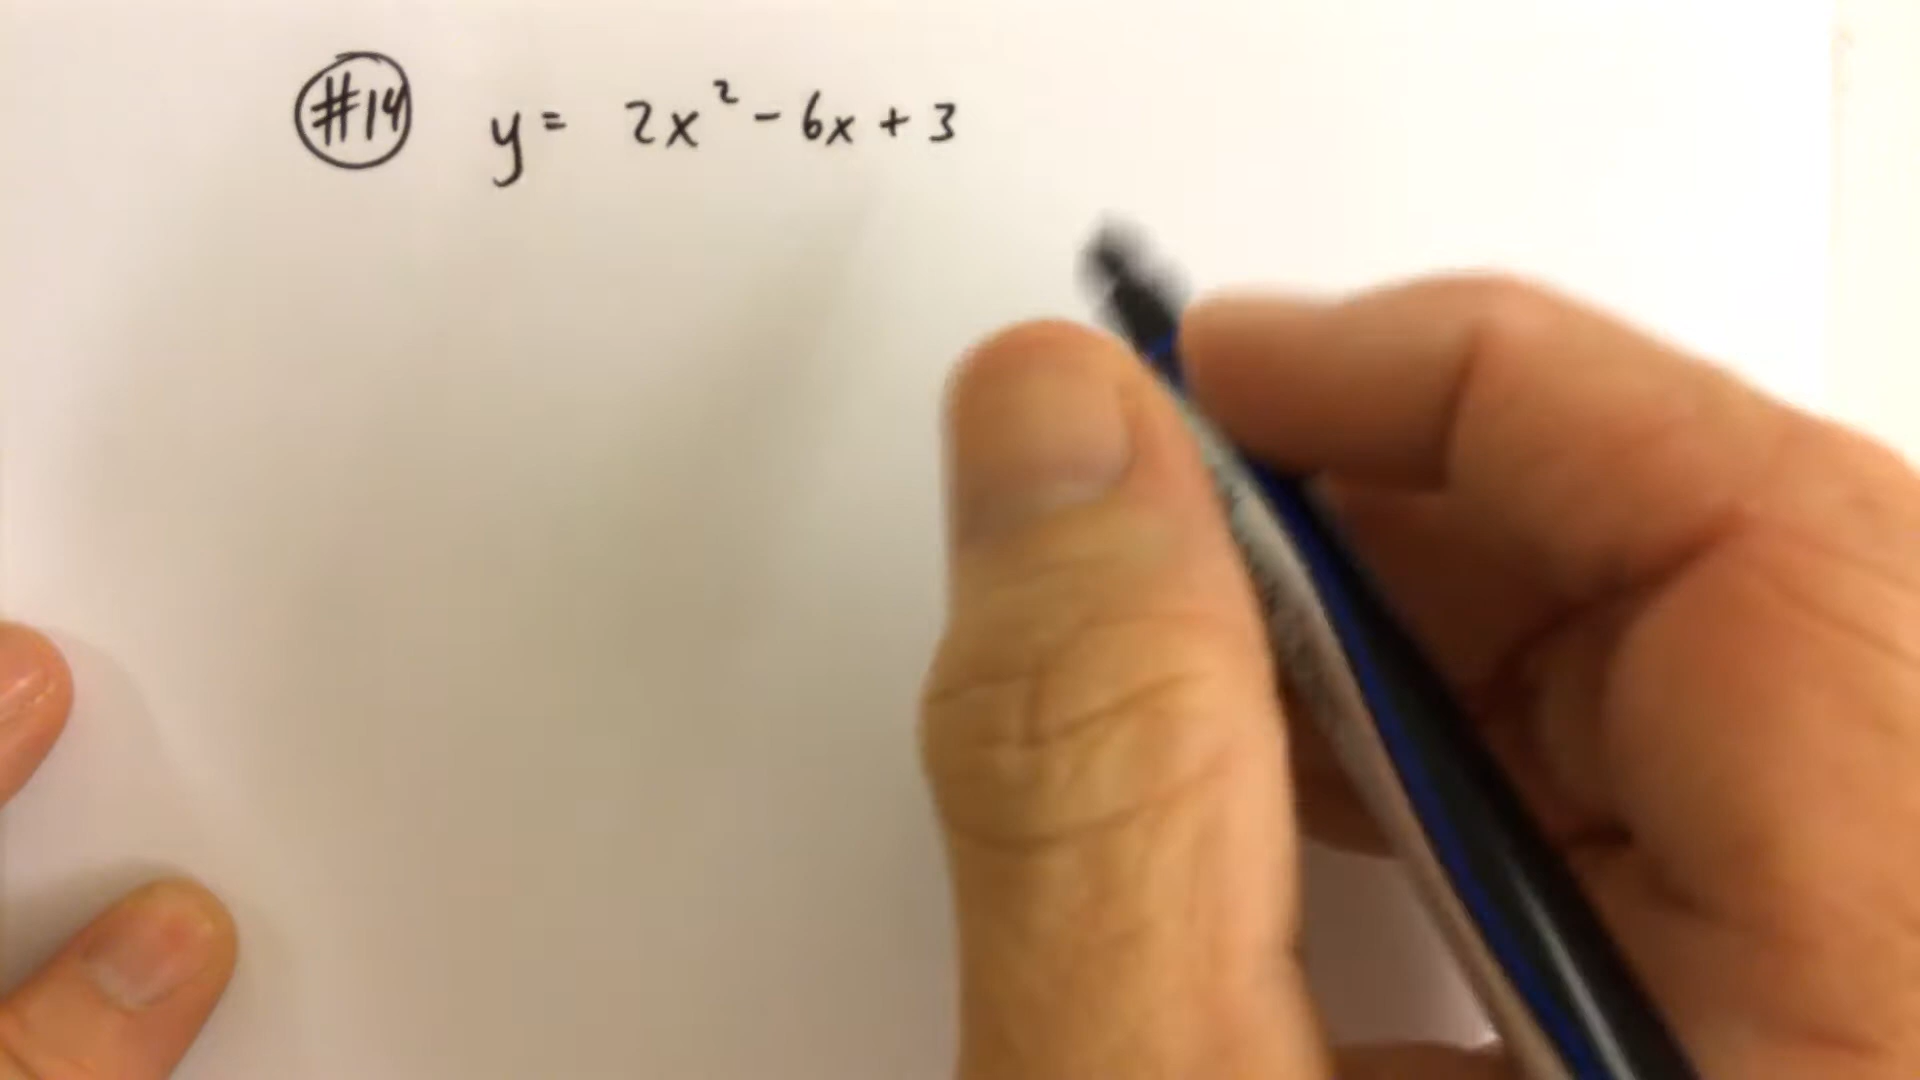 #14 y = 2x² - 6x + 3